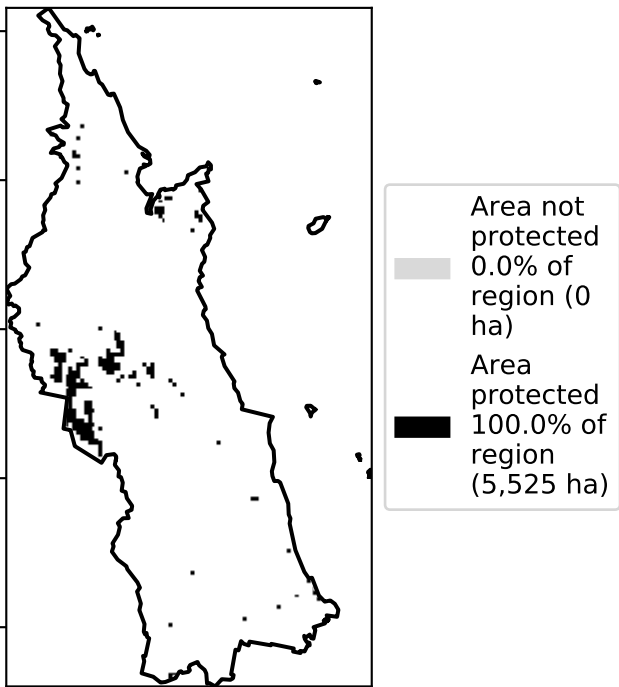 Area not
protected
0.0% of
region (0
ha)
Area
protected
100.0% of
region
(5,525 ha)